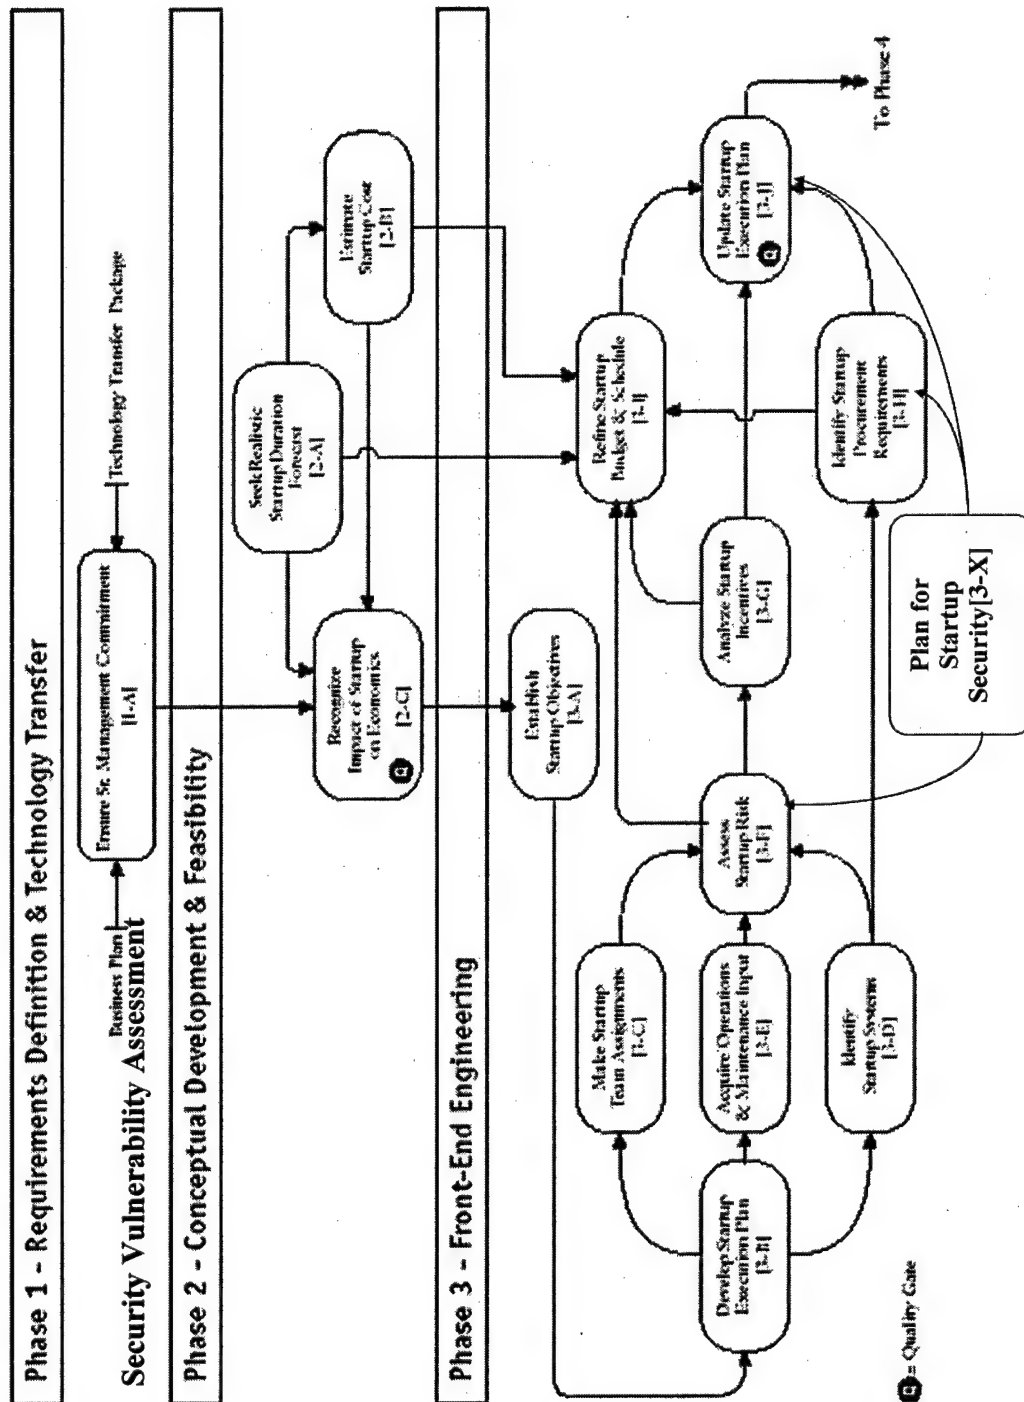 Phase 1 - Requirements Definition & Technology Transfer
Business Plan
Ensure Sr. Management Commitment
[1-A]
Technology Transfer Package
Security Vulnerability Assessment
Phase 2 - Conceptual Development & Feasibility
Seek Realistic
Startup Duration
Forecast
[2-A]
Estimate
Startup Cost
[2-B]
Recognize
Impact of Startup
on Economics
[2-C]
Q
Phase 3 - Front-End Engineering
Establish
Startup Objectives
[3-A]
Make Startup
Team Assignments
[3-C]
Refine Startup
Budget & Schedule
[3-I]
Develop Startup
Execution Plan
[3-B]
Acquire Operations
& Maintenance Input
[3-E]
Assess
Startup Risk
[3-F]
Analyze Startup
Incentives
[3-G]
Update Startup
Execution Plan
[3-J]
Q
To Phase 4
Identify
Startup Systems
[3-D]
Identify Startup
Procurement
Requirements
[3-H]
Plan for
Startup
Security[3-X]
Q = Quality Gate